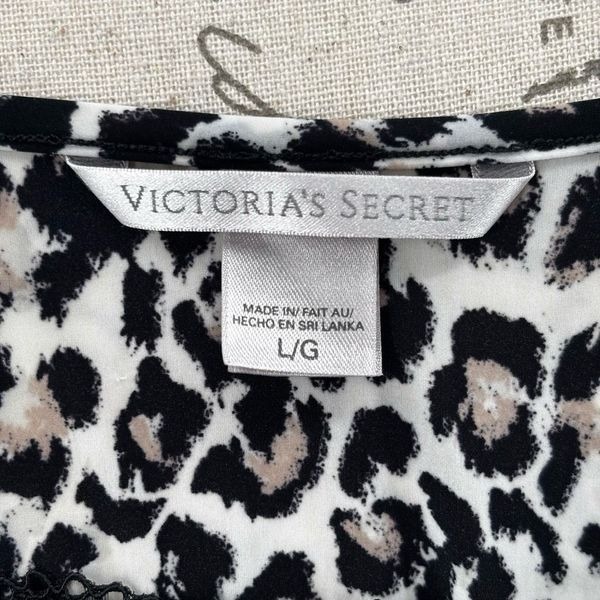 VICTORIA'S SECRET
MADE IN/ FAIT AU/
HECHO EN SRI LANKA
L/G